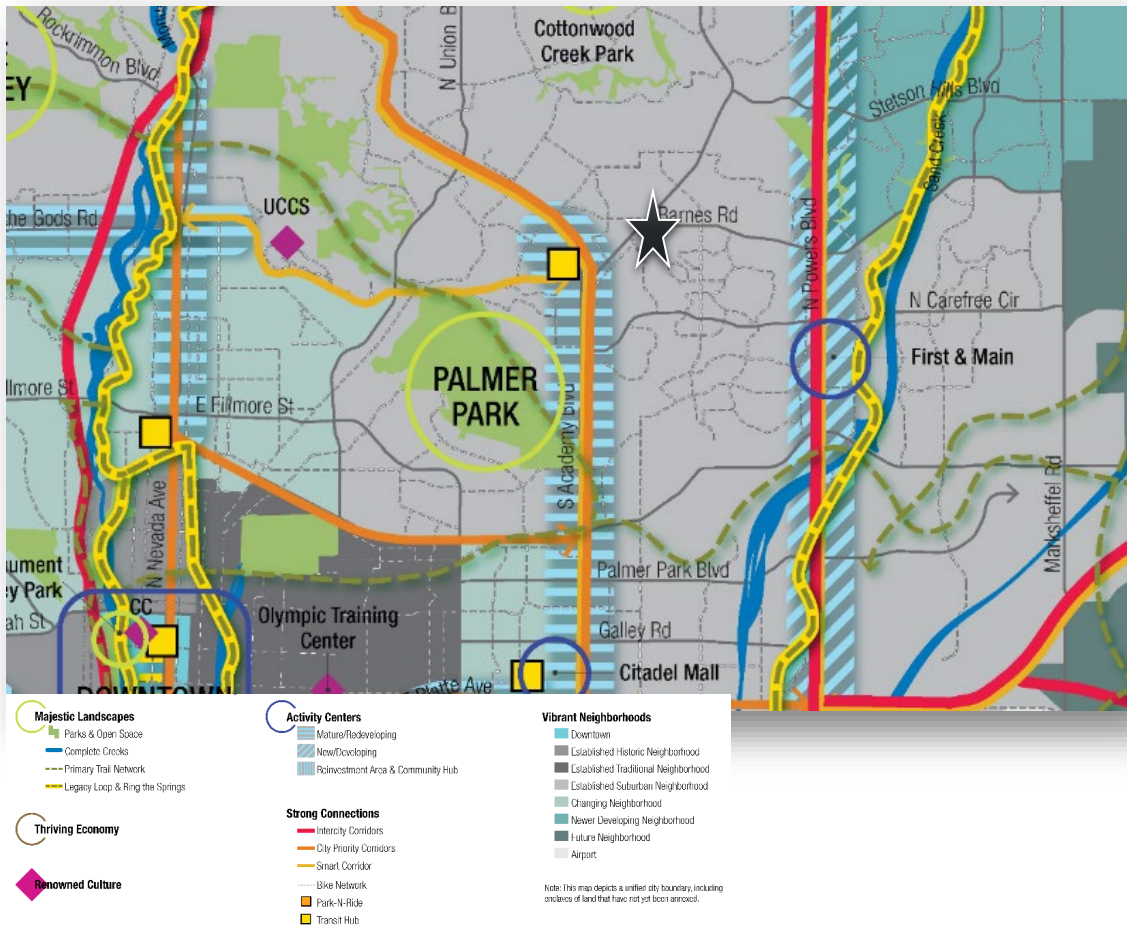 Rockrimmon Blvd
EY
N Union B
Cottonwood
Creek Park
Stetson Hills Blvd
Sand Creek
he Gods Rd
UCCS
Barnes Rd
N Powers Blvd
N Carefree Cir
First & Main
PALMER
PARK
llmore St
E Fillmore St
S Academy Blvd
N Nevada Ave
Marksheffel Rd
Palmer Park Blvd
Galley Rd
Citadel Mall
Olympic Training
Center
ument
ey Park
ah St
CC
DOWNTOWN
Platte Ave
Majestic Landscapes
Parks & Open Space
Complete Creeks
Primary Trail Network
Legacy Loop & Ring the Springs
Thriving Economy
Renowned Culture
Activity Centers
Mature/Redeveloping
New/Developing
Reinvestment Area & Community Hub
Strong Connections
Intercity Corridors
City Priority Corridors
Smart Corridor
Bike Network
Park-N-Ride
Transit Hub
Vibrant Neighborhoods
Downtown
Established Historic Neighborhood
Established Traditional Neighborhood
Established Suburban Neighborhood
Changing Neighborhood
Newer Developing Neighborhood
Future Neighborhood
Airport
Note: This map depicts a unified city boundary, including
enclaves of land that have not yet been annexed.